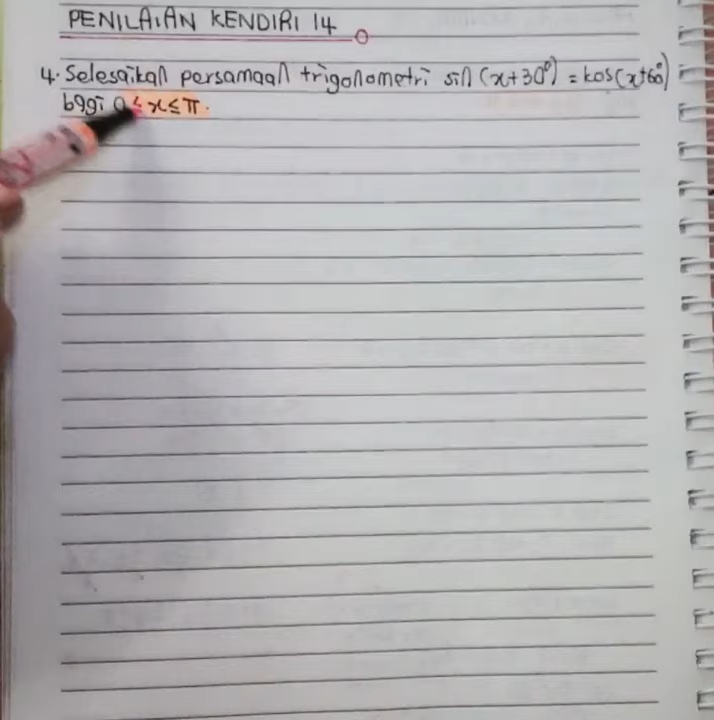 PENILAIAN KENDIRI 14
4. Selesaikan persamaan trigonometri sin (x+30°) = kos(x+60°)
bagi 0 ≤ x ≤ π.